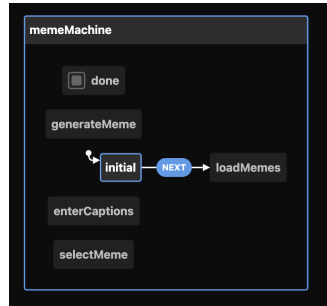 memeMachine
done
generateMeme
initial NEXT loadMemes
enterCaptions
selectMeme